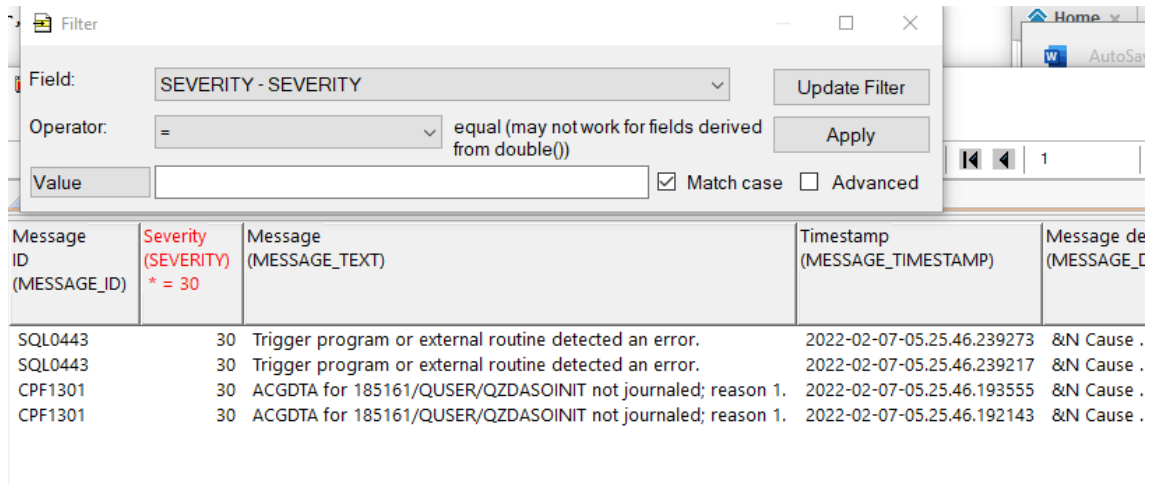 Filter
Home
AutoSa
Field:
SEVERITY - SEVERITY
Update Filter
Operator:
=
equal (may not work for fields derived
from double())
Apply
1
Value
Match case
Advanced
Message
ID
(MESSAGE_ID)
Severity
(SEVERITY)
* = 30
Message
(MESSAGE_TEXT)
Timestamp
(MESSAGE_TIMESTAMP)
Message de
(MESSAGE_D
SQL0443 30 Trigger program or external routine detected an error. 2022-02-07-05.25.46.239273 &N Cause .
SQL0443 30 Trigger program or external routine detected an error. 2022-02-07-05.25.46.239217 &N Cause .
CPF1301 30 ACGDTA for 185161/QUSER/QZDASOINIT not journaled; reason 1. 2022-02-07-05.25.46.193555 &N Cause .
CPF1301 30 ACGDTA for 185161/QUSER/QZDASOINIT not journaled; reason 1. 2022-02-07-05.25.46.192143 &N Cause .